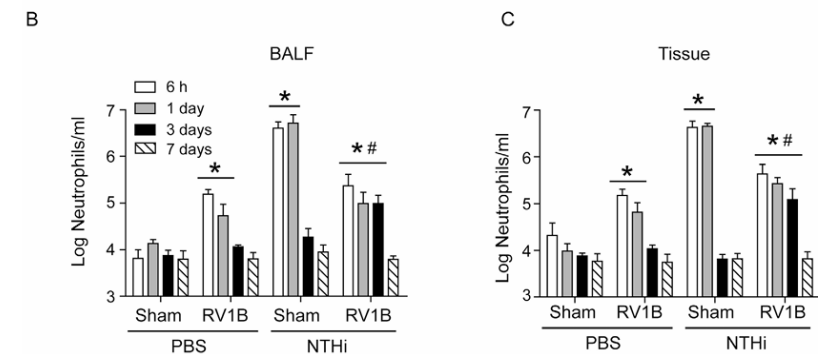 B
BALF
6 h
1 day
3 days
7 days
*
*
* #
Log Neutrophils/ml
7
6
5
4
3
Sham RV1B Sham RV1B
PBS NTHi
C
Tissue
*
*
* #
Log Neutrophils/ml
7
6
5
4
3
Sham RV1B Sham RV1B
PBS NTHi